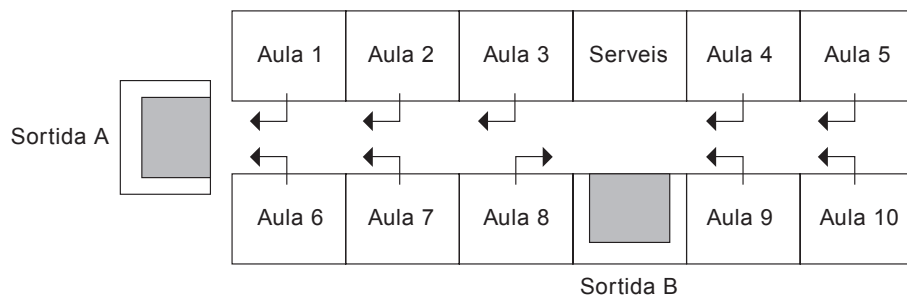 Aula 1 Aula 2 Aula 3 Serveis Aula 4 Aula 5
Sortida A
Aula 6 Aula 7 Aula 8 Aula 9 Aula 10
Sortida B